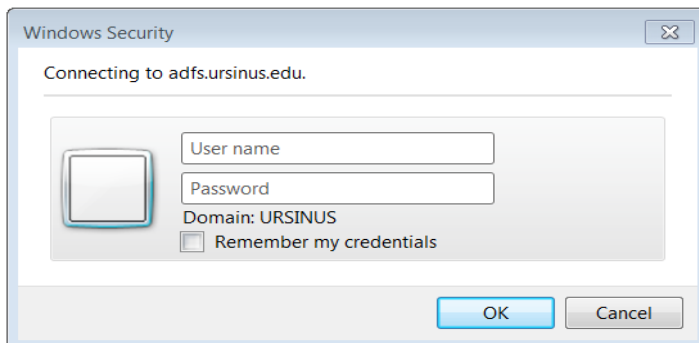 Windows Security
Connecting to adfs.ursinus.edu.
User name
Password
Domain: URSINUS
Remember my credentials
OK
Cancel